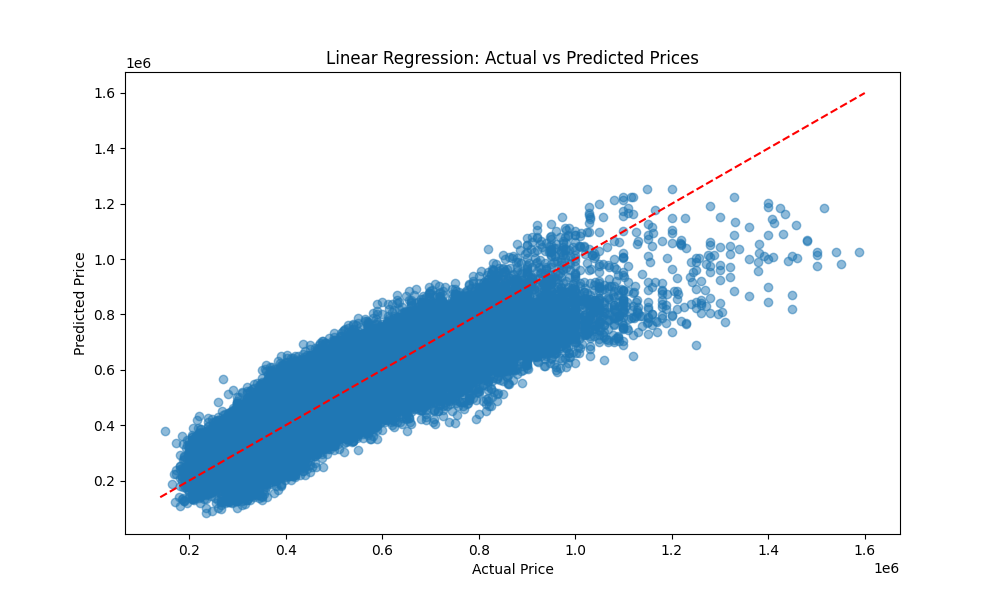 Linear Regression: Actual vs Predicted Prices
1e6
1.6
1.4
1.2
1.0
0.8
0.6
0.4
0.2
Predicted Price
0.2 0.4 0.6 0.8 1.0 1.2 1.4 1.6
1e6
Actual Price